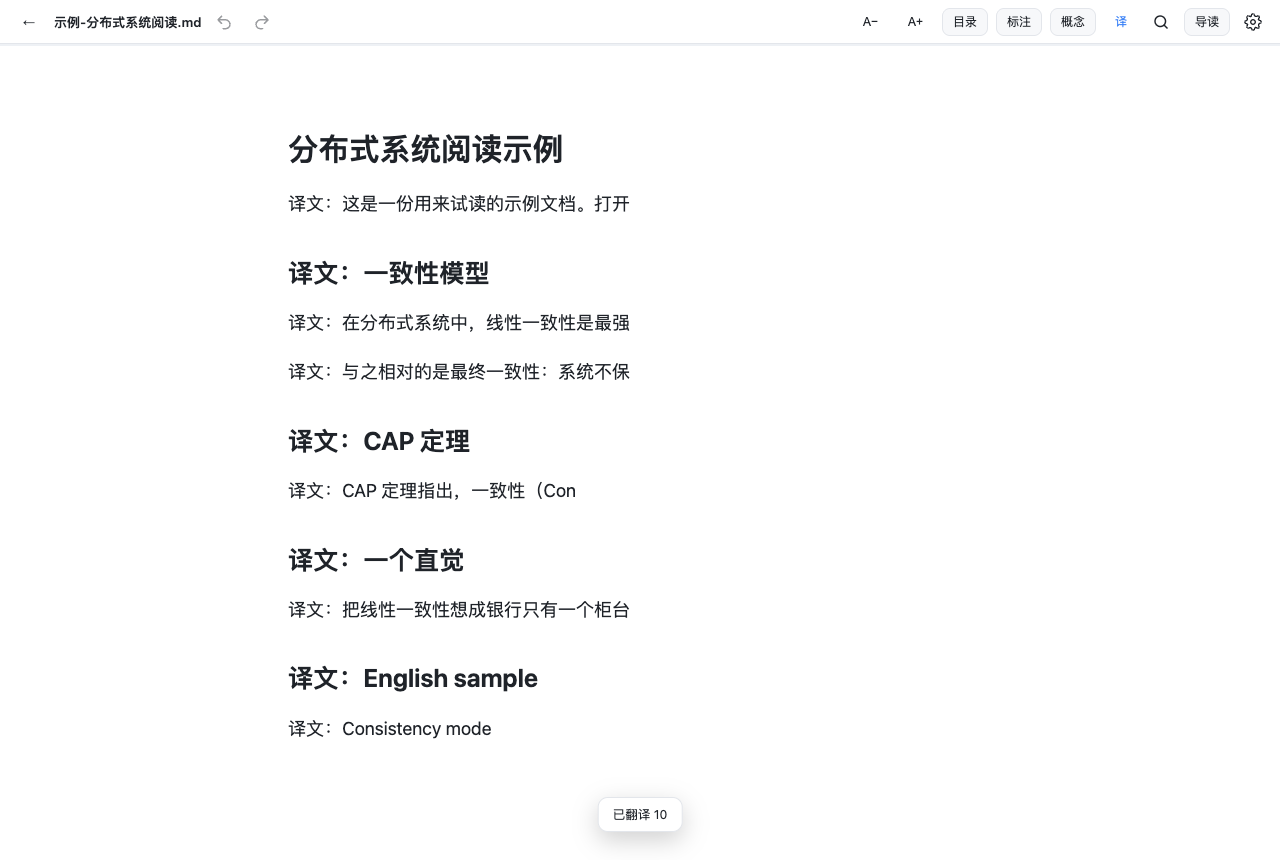 ← 示例-分布式系统阅读.md A− A+ 目录 标注 概念 译 导读
分布式系统阅读示例
译文：这是一份用来试读的示例文档。打开
译文：一致性模型
译文：在分布式系统中，线性一致性是最强
译文：与之相对的是最终一致性：系统不保
译文：CAP 定理
译文：CAP 定理指出，一致性（Con
译文：一个直觉
译文：把线性一致性想成银行只有一个柜台
译文：English sample
译文：Consistency mode
已翻译 10